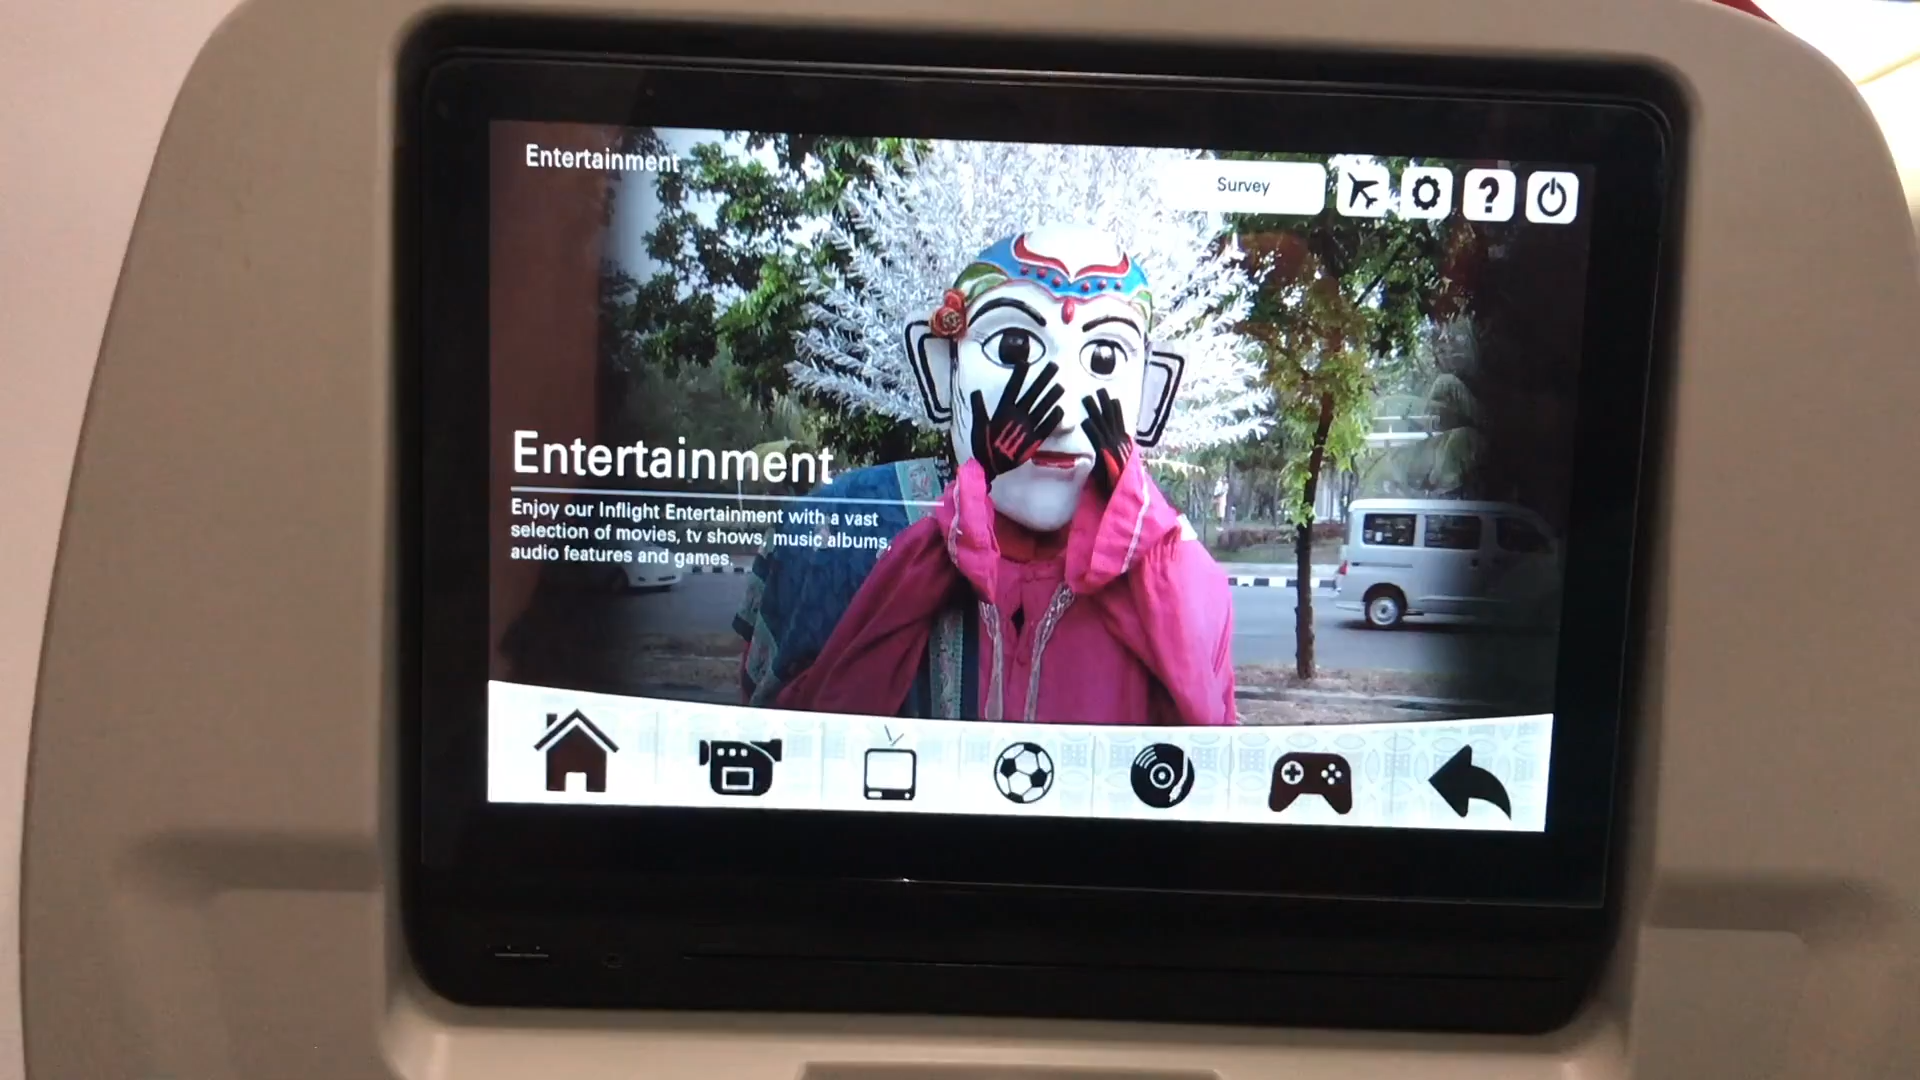 Entertainment
Survey
Entertainment
Enjoy our Inflight Entertainment with a vast
selection of movies, tv shows, music albums,
audio features and games.